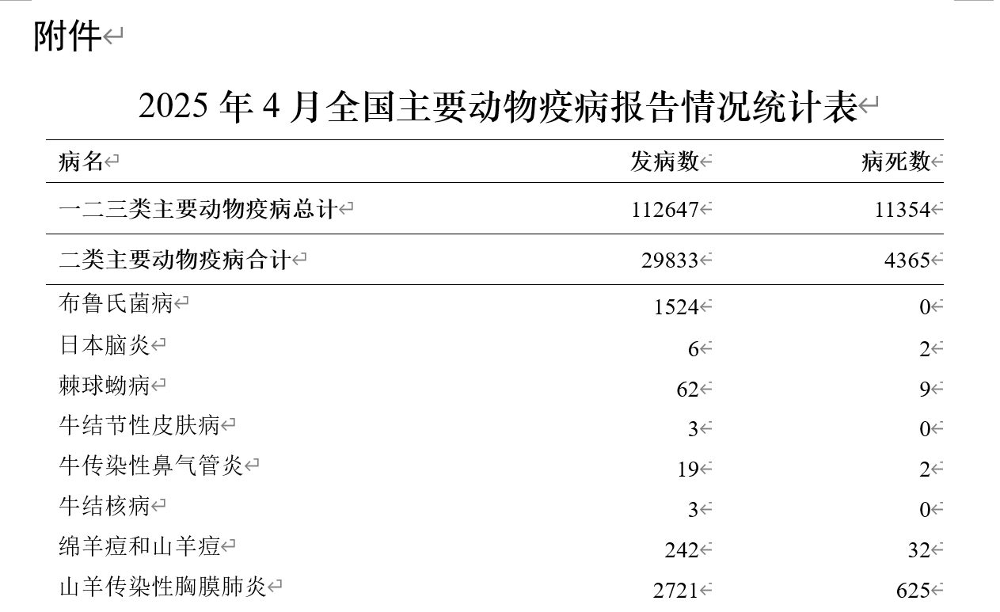 附件
2025 年 4 月全国主要动物疫病报告情况统计表
病名 发病数 病死数
一二三类主要动物疫病总计 112647 11354
二类主要动物疫病合计 29833 4365
布鲁氏菌病 1524 0
日本脑炎 6 2
棘球蚴病 62 9
牛结节性皮肤病 3 0
牛传染性鼻气管炎 19 2
牛结核病 3 0
绵羊痘和山羊痘 242 32
山羊传染性胸膜肺炎 2721 625